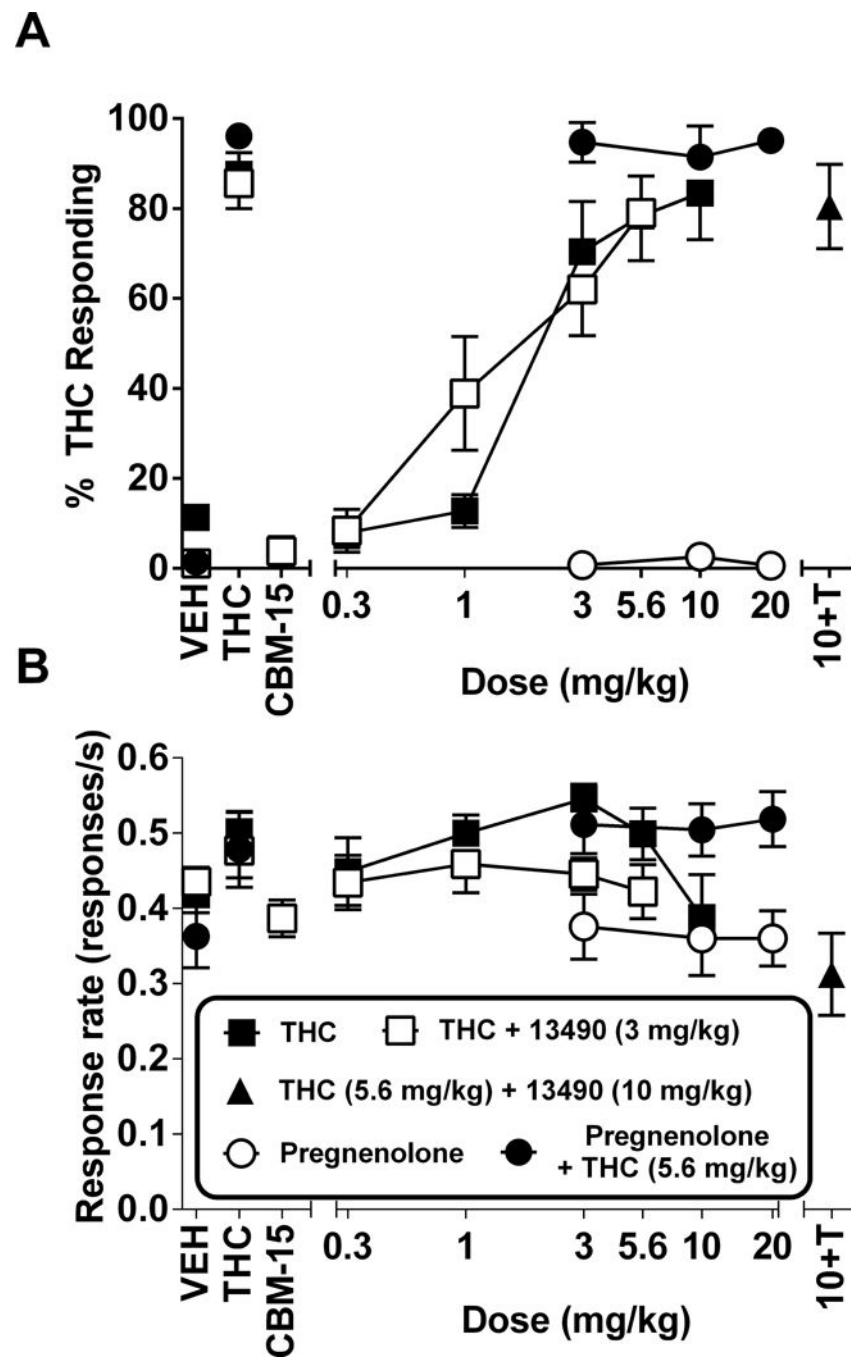 A
% THC Responding
100
80
60
40
20
0
VEH
THC
CBM-15
0.3
1
3
5.6
10
20
10+T
Dose (mg/kg)
B
Response rate (responses/s)
0.6
0.5
0.4
0.3
0.2
0.1
0.0
THC
THC + 13490 (3 mg/kg)
THC (5.6 mg/kg) + 13490 (10 mg/kg)
Pregnenolone
Pregnenolone
+ THC (5.6 mg/kg)
VEH
THC
CBM-15
0.3
1
3
5.6
10
20
10+T
Dose (mg/kg)